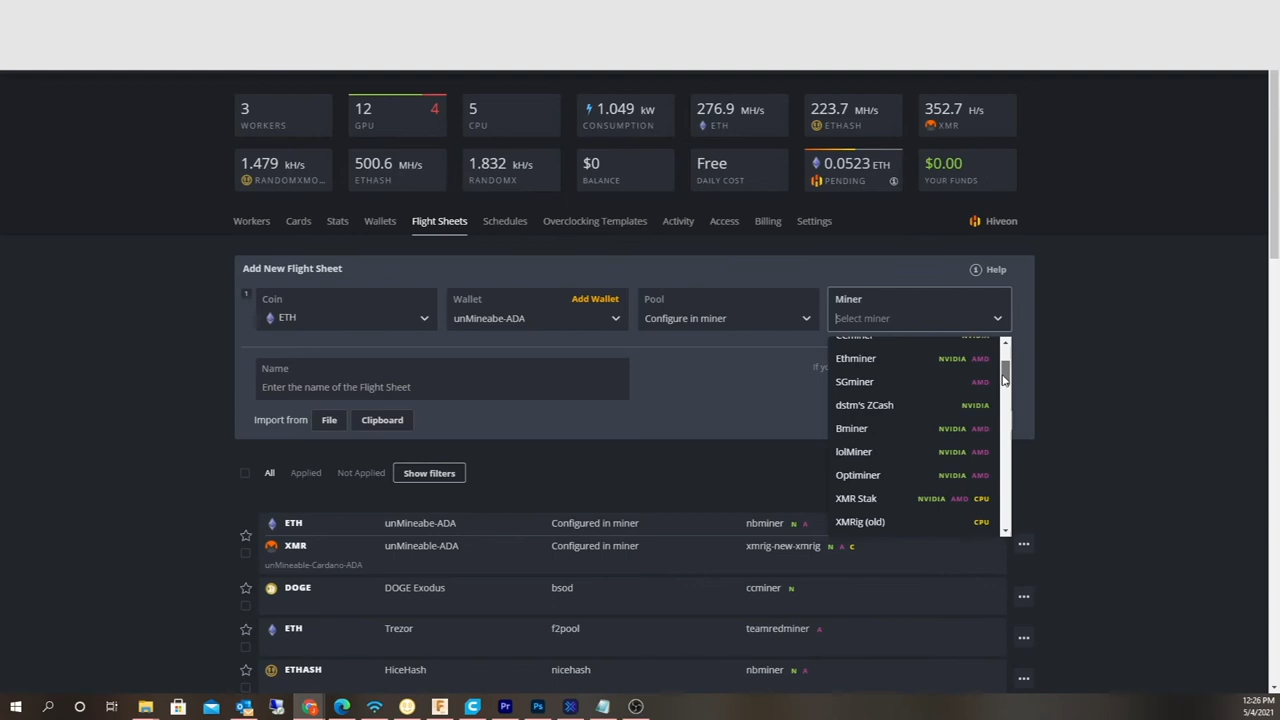 3
WORKERS
12 4
GPU
5
CPU
1.049 kW
CONSUMPTION
276.9 MH/s
ETH
223.7 MH/s
ETHASH
352.7 H/s
XMR
1.479 kH/s
RANDOMXMO...
500.6 MH/s
ETHASH
1.832 kH/s
RANDOMX
$0
BALANCE
Free
DAILY COST
0.0523 ETH
PENDING
$0.00
YOUR FUNDS
Workers Cards Stats Wallets Flight Sheets Schedules Overclocking Templates Activity Access Billing Settings Hiveon
Add New Flight Sheet Help
1
Coin
ETH
Wallet Add Wallet
unMineabe-ADA
Pool
Configure in miner
Miner
Select miner
Name
Enter the name of the Flight Sheet
If yo
Import from File Clipboard
Ethminer NVIDIA AMD
SGminer AMD
dstm's ZCash NVIDIA
Bminer NVIDIA AMD
lolMiner NVIDIA AMD
Optiminer NVIDIA AMD
XMR Stak NVIDIA AMD CPU
XMRig (old) CPU
All Applied Not Applied Show filters
ETH unMineabe-ADA Configured in miner nbminer N A
XMR unMineable-ADA Configured in miner xmrig-new-xmrig N A C
unMineable-Cardano-ADA
DOGE DOGE Exodus bsod ccminer N
ETH Trezor f2pool teamredminer A
ETHASH HiceHash nicehash nbminer N A
12:26 PM
5/4/2021